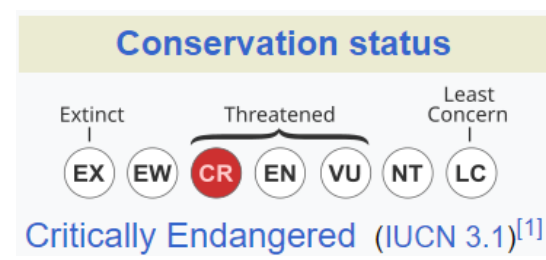 Conservation status
Extinct Threatened Least
Concern
EX EW CR EN VU NT LC
Critically Endangered (IUCN 3.1)[1]